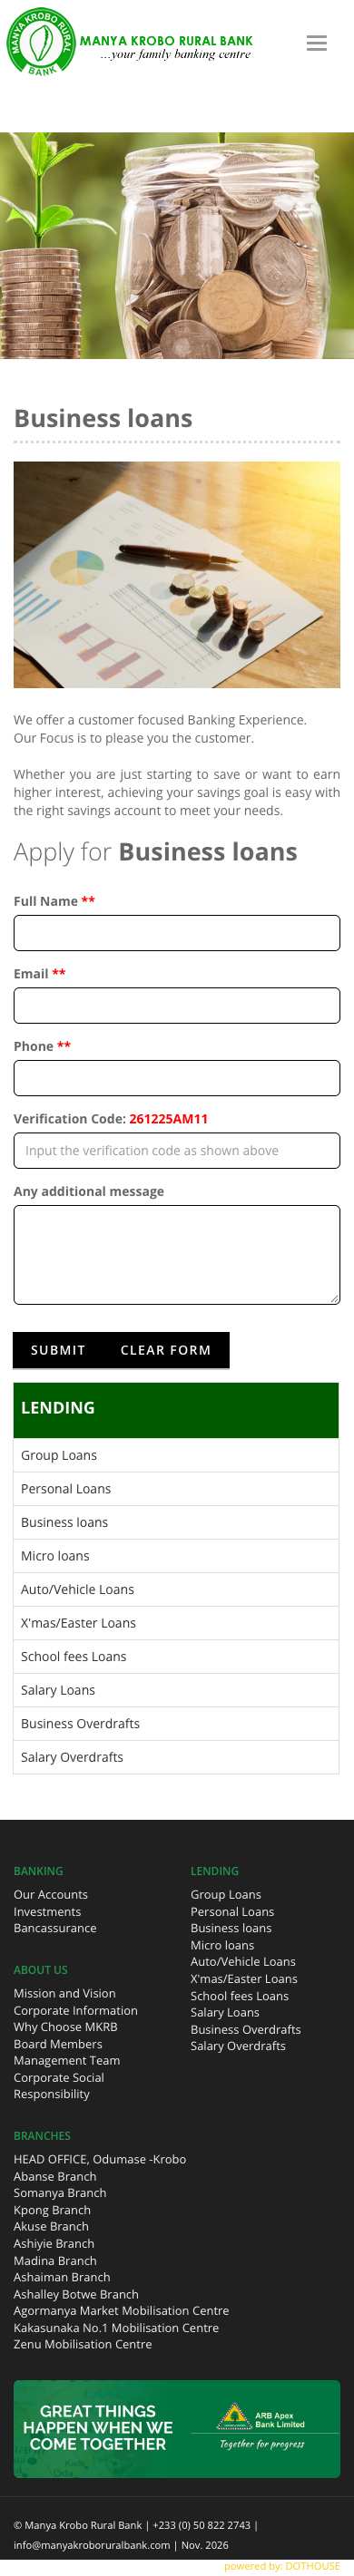 MANYA KROBO RURAL
BANK
MANYA KROBO RURAL BANK
...your family banking centre
Business loans
We offer a customer focused Banking Experience.
Our Focus is to please you the customer.
Whether you are just starting to save or want to earn
higher interest, achieving your savings goal is easy with
the right savings account to meet your needs.
Apply for Business loans
Full Name **
Email **
Phone **
Verification Code: 261225AM11
Input the verification code as shown above
Any additional message
SUBMIT CLEAR FORM
LENDING
Group Loans
Personal Loans
Business loans
Micro loans
Auto/Vehicle Loans
X'mas/Easter Loans
School fees Loans
Salary Loans
Business Overdrafts
Salary Overdrafts
BANKING
Our Accounts
Investments
Bancassurance
ABOUT US
Mission and Vision
Corporate Information
Why Choose MKRB
Board Members
Management Team
Corporate Social
Responsibility
LENDING
Group Loans
Personal Loans
Business loans
Micro loans
Auto/Vehicle Loans
X'mas/Easter Loans
School fees Loans
Salary Loans
Business Overdrafts
Salary Overdrafts
BRANCHES
HEAD OFFICE, Odumase -Krobo
Abanse Branch
Somanya Branch
Kpong Branch
Akuse Branch
Ashiyie Branch
Madina Branch
Ashaiman Branch
Ashalley Botwe Branch
Agormanya Market Mobilisation Centre
Kakasunaka No.1 Mobilisation Centre
Zenu Mobilisation Centre
GREAT THINGS
HAPPEN WHEN WE
COME TOGETHER
ARB Apex
Bank Limited
Together for progress
© Manya Krobo Rural Bank | +233 (0) 50 822 2743 |
info@manyakroboruralbank.com | Nov. 2026
powered by: DOTHOUSE